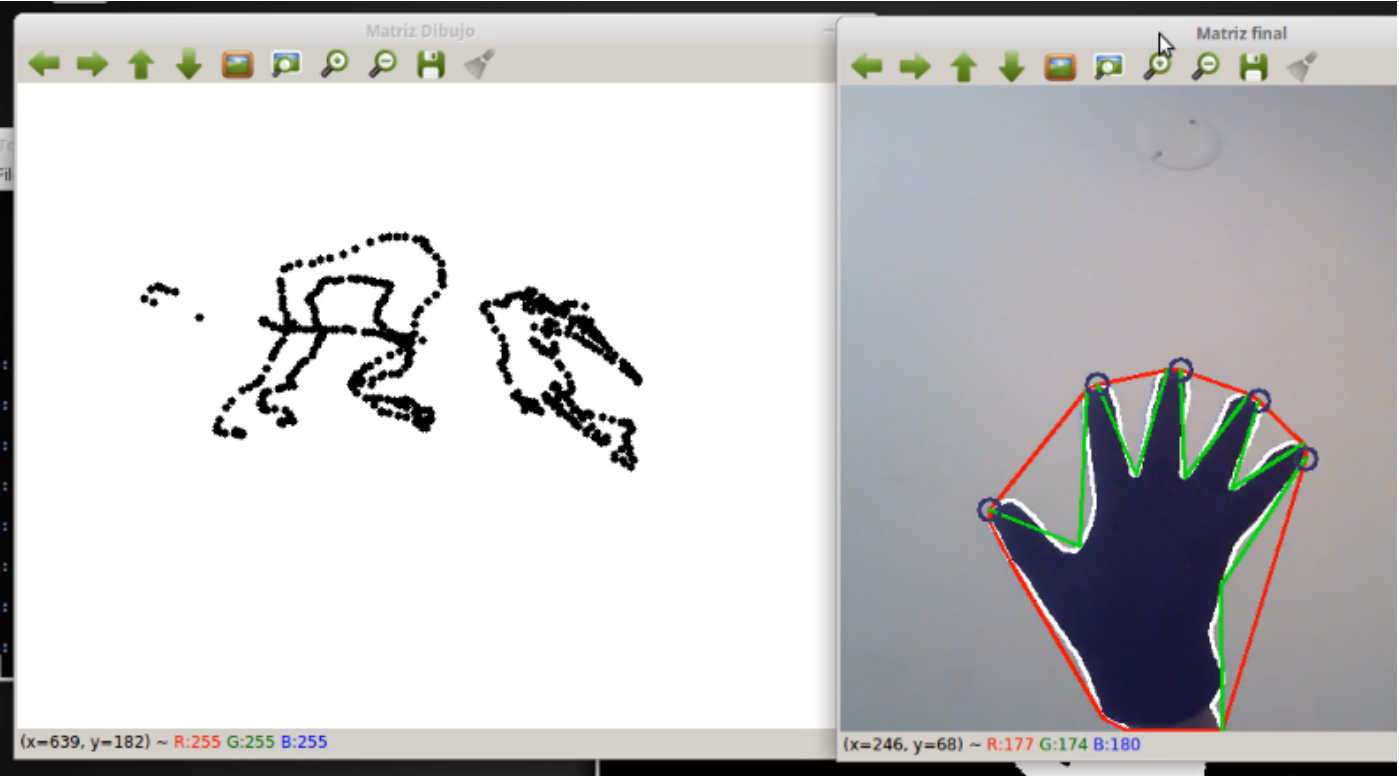 Matriz Dibujo
Matriz final
(x=639, y=182) ~ R:255 G:255 B:255
(x=246, y=68) ~ R:177 G:174 B:180